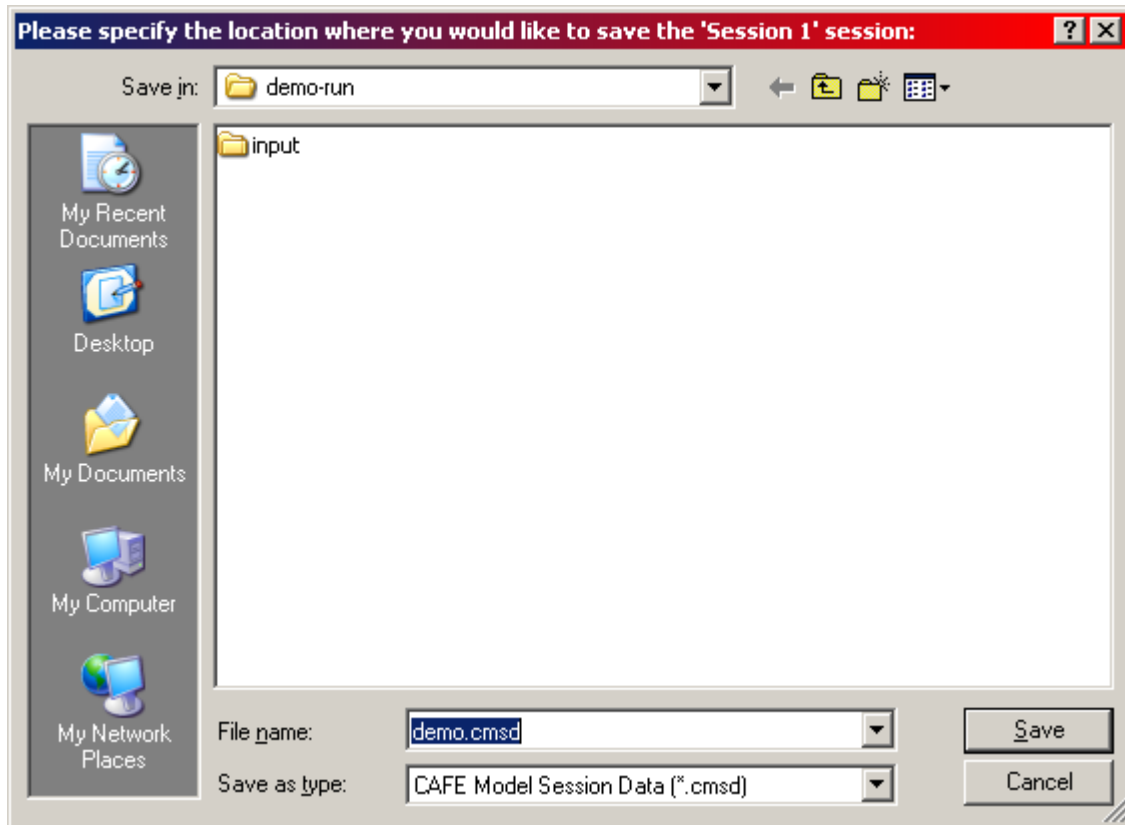 Please specify the location where you would like to save the 'Session 1' session:
Save in: demo-run
input
My Recent
Documents
Desktop
My Documents
My Computer
My Network
Places
File name: demo.cmsd Save
Save as type: CAFE Model Session Data (*.cmsd) Cancel